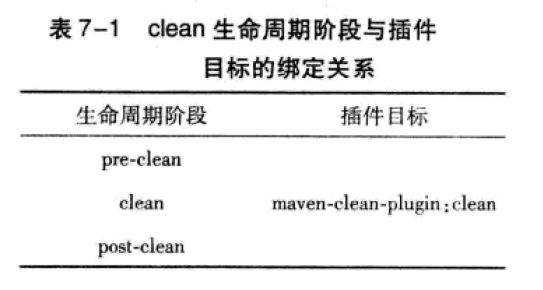 表7-1 clean 生命周期阶段与插件
目标的绑定关系
生命周期阶段 插件目标
pre-clean
clean maven-clean-plugin:clean
post-clean